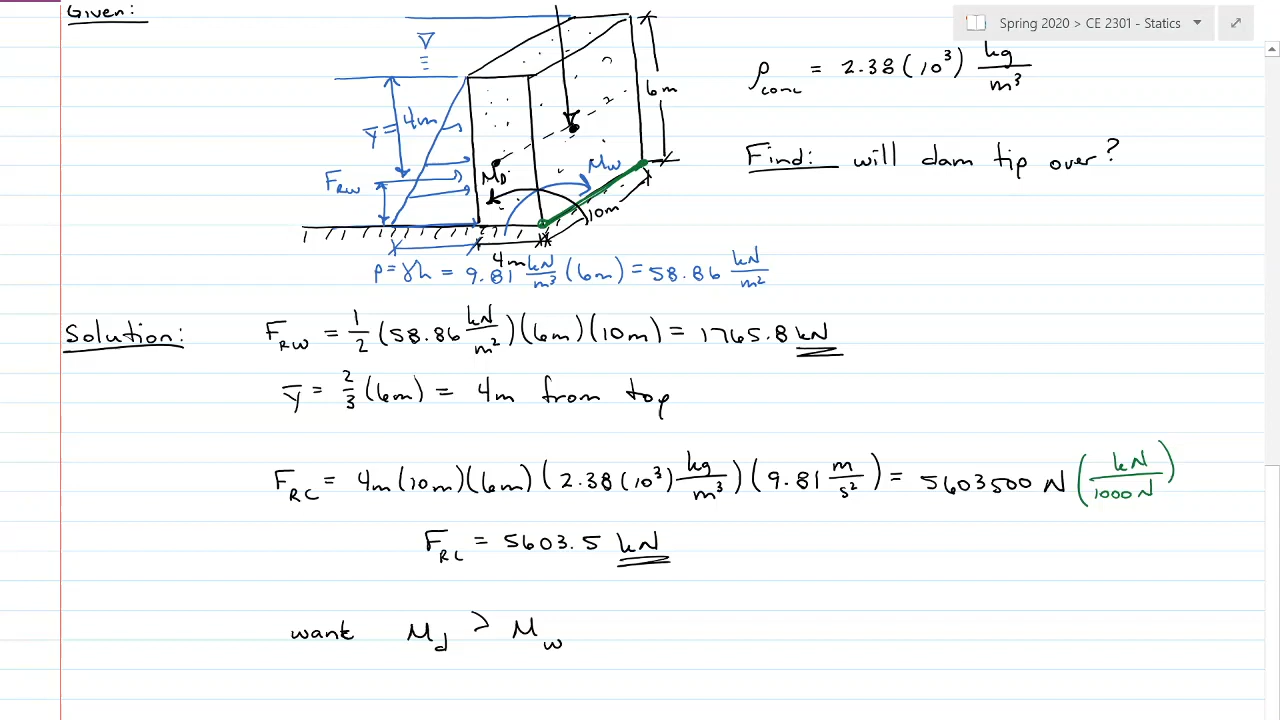 Given:
Spring 2020 > CE 2301 - Statics
ρconc = 2.38(10³) kg/m³
6m
ȳ = 4m
Find: will dam tip over?
FRW
MD
Mw
10m
4m
p = γh = 9.81 kN/m³ (6m) = 58.86 kN/m²
Solution: FRW = 1/2 (58.86 kN/m²)(6m)(10m) = 1765.8 kN
ȳ = 2/3 (6m) = 4m from top
FRC = 4m(10m)(6m)(2.38(10³) kg/m³)(9.81 m/s²) = 5603500 N (kN/1000N)
FRC = 5603.5 kN
want Md > Mw